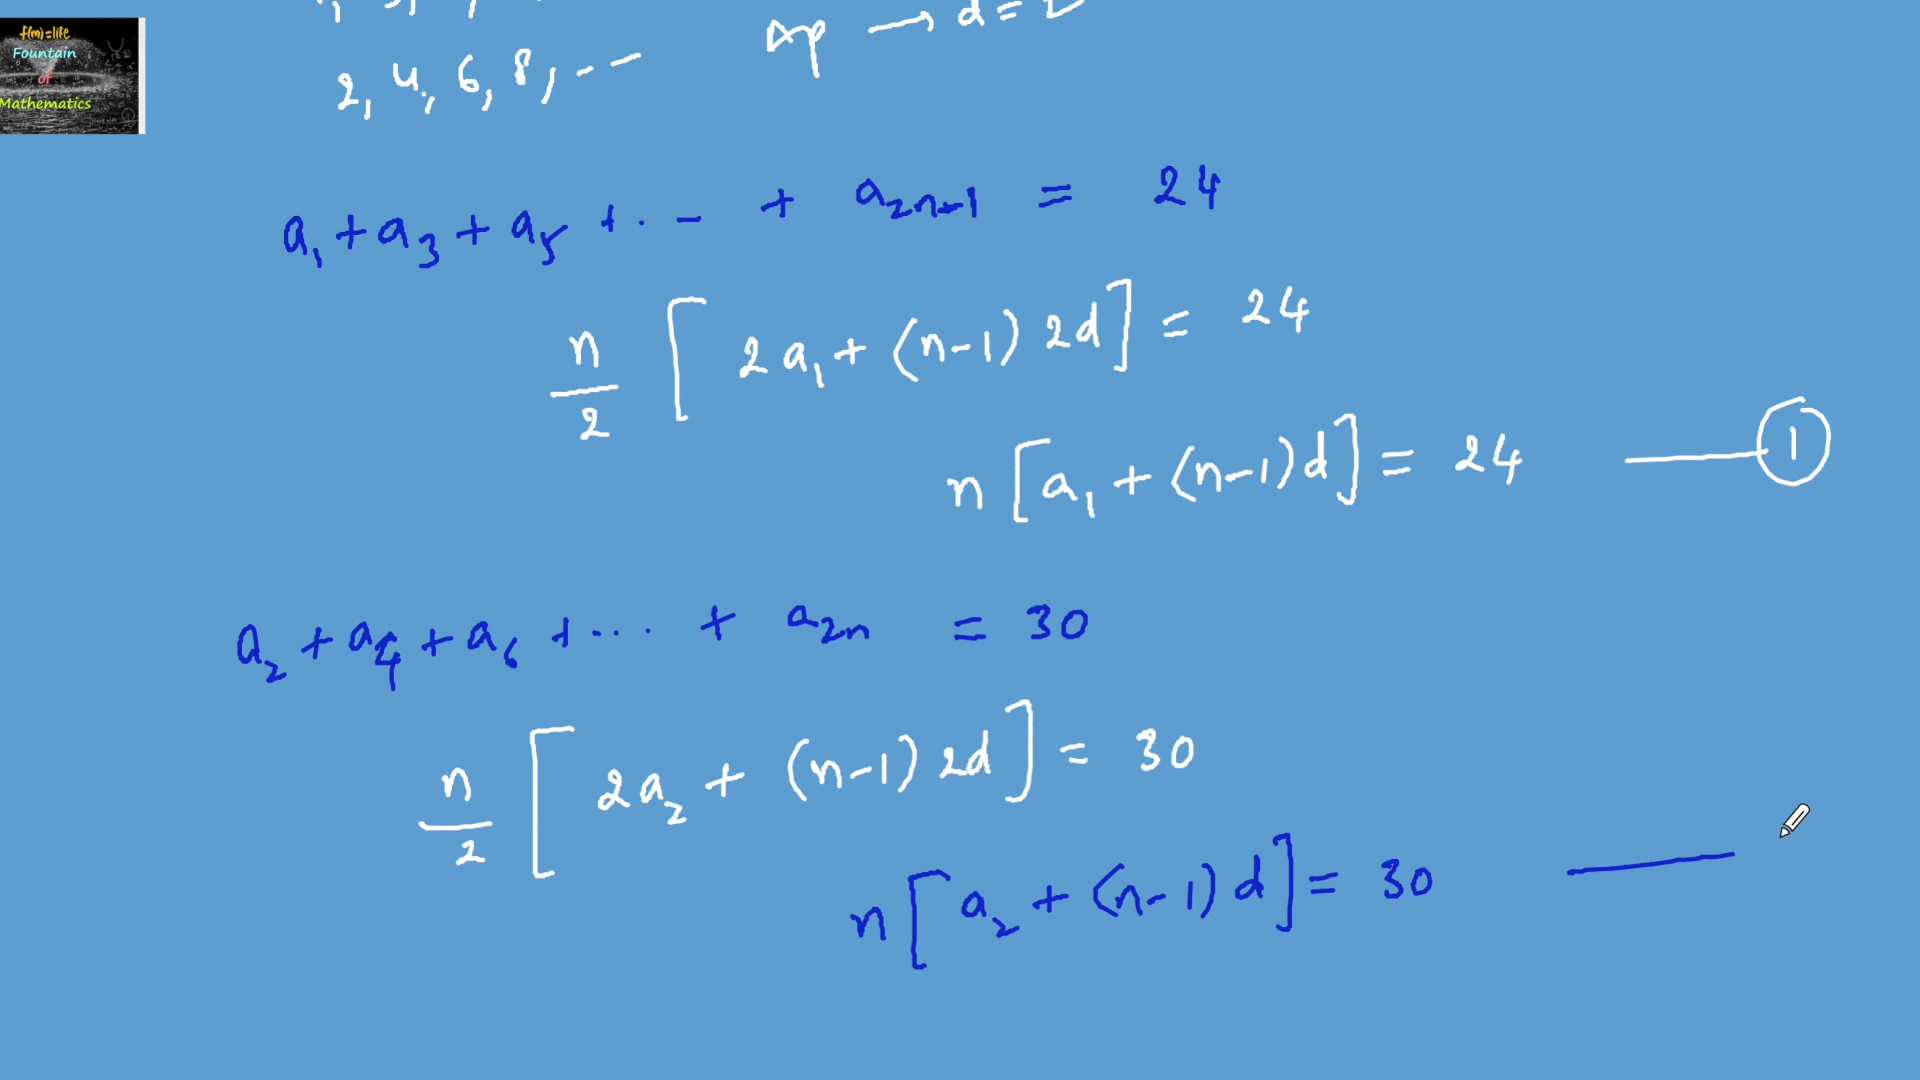 f(m)=life
Fountain
of
Mathematics
AP → d = 2
2, 4, 6, 8, ...
a₁ + a₃ + a₅ + ... + a₂ₙ₋₁ = 24
n/2 [ 2a₁ + (n-1) 2d ] = 24
n [ a₁ + (n-1) d ] = 24 —— ①
a₂ + a₄ + a₆ + ... + a₂ₙ = 30
n/2 [ 2a₂ + (n-1) 2d ] = 30
n [ a₂ + (n-1) d ] = 30 ——